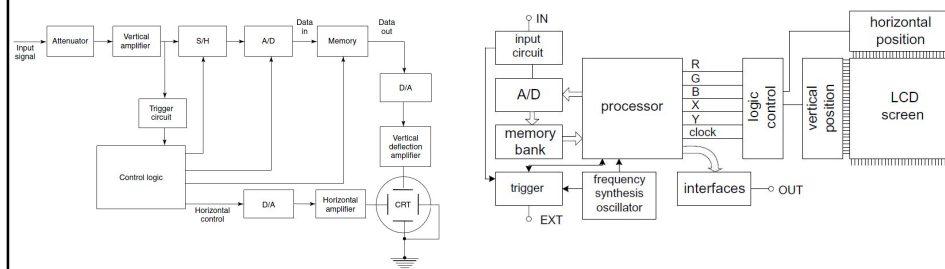 Input
signal
Attenuator
Vertical
amplifier
S/H
A/D
Data
in
Memory
Data
out
D/A
Trigger
circuit
Vertical
deflection
amplifier
Control logic
Horizontal
control
D/A
Horizontal
amplifier
CRT
IN
input
circuit
A/D
memory
bank
trigger
EXT
processor
frequency
synthesis
oscillator
R
G
B
X
Y
clock
logic
control
interfaces
OUT
vertical
position
horizontal
position
LCD
screen